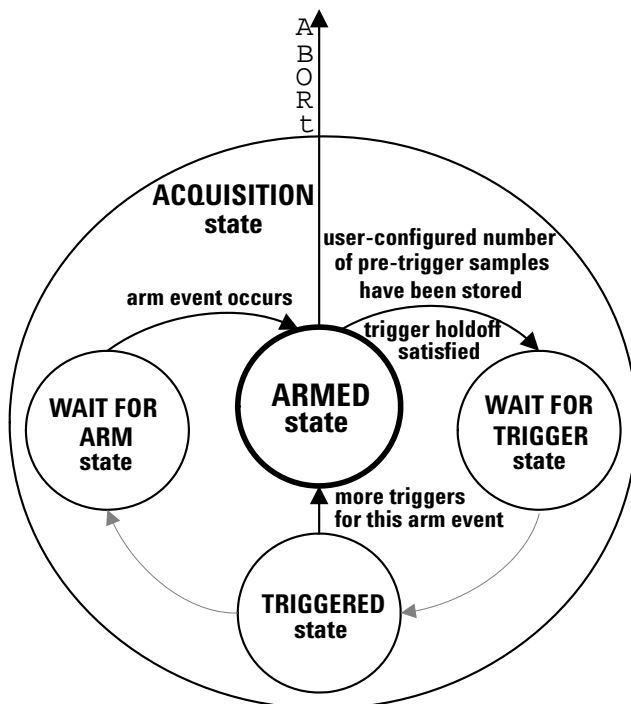 ABORt
ACQUISITION
state
user-configured number
of pre-trigger samples
have been stored
arm event occurs
trigger holdoff
satisfied
WAIT FOR
ARM
state
ARMED
state
WAIT FOR
TRIGGER
state
more triggers
for this arm event
TRIGGERED
state